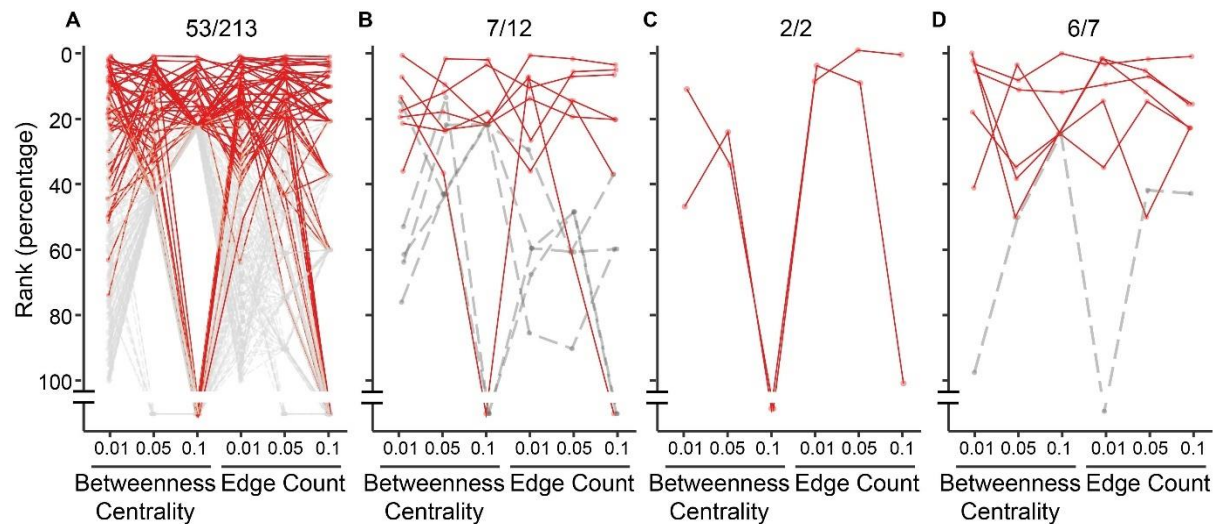 A 53/213 B 7/12 C 2/2 D 6/7
Rank (percentage)
0
20
40
60
80
100
0.01 0.05 0.1 0.01 0.05 0.1 0.01 0.05 0.1 0.01 0.05 0.1 0.01 0.05 0.1 0.01 0.05 0.1 0.01 0.05 0.1 0.01 0.05 0.1
Betweenness Edge Count Betweenness Edge Count Betweenness Edge Count Betweenness Edge Count
Centrality Centrality Centrality Centrality